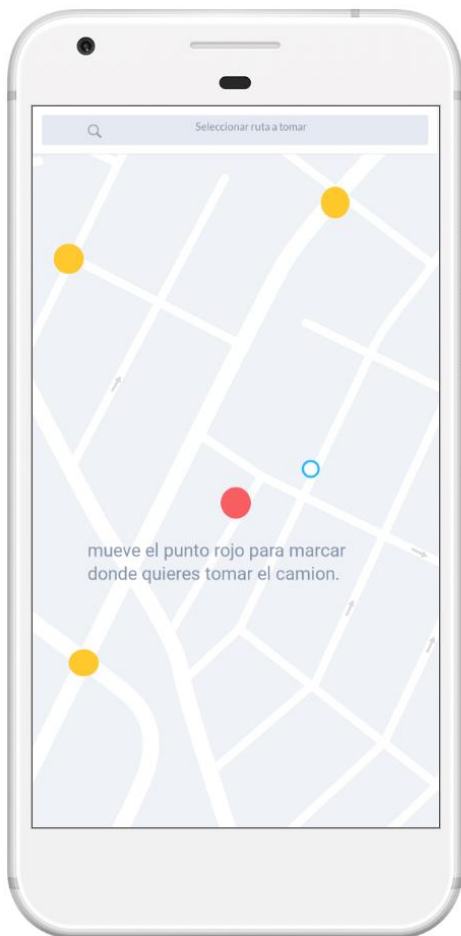 Seleccionar ruta a tomar
mueve el punto rojo para marcar
donde quieres tomar el camion.